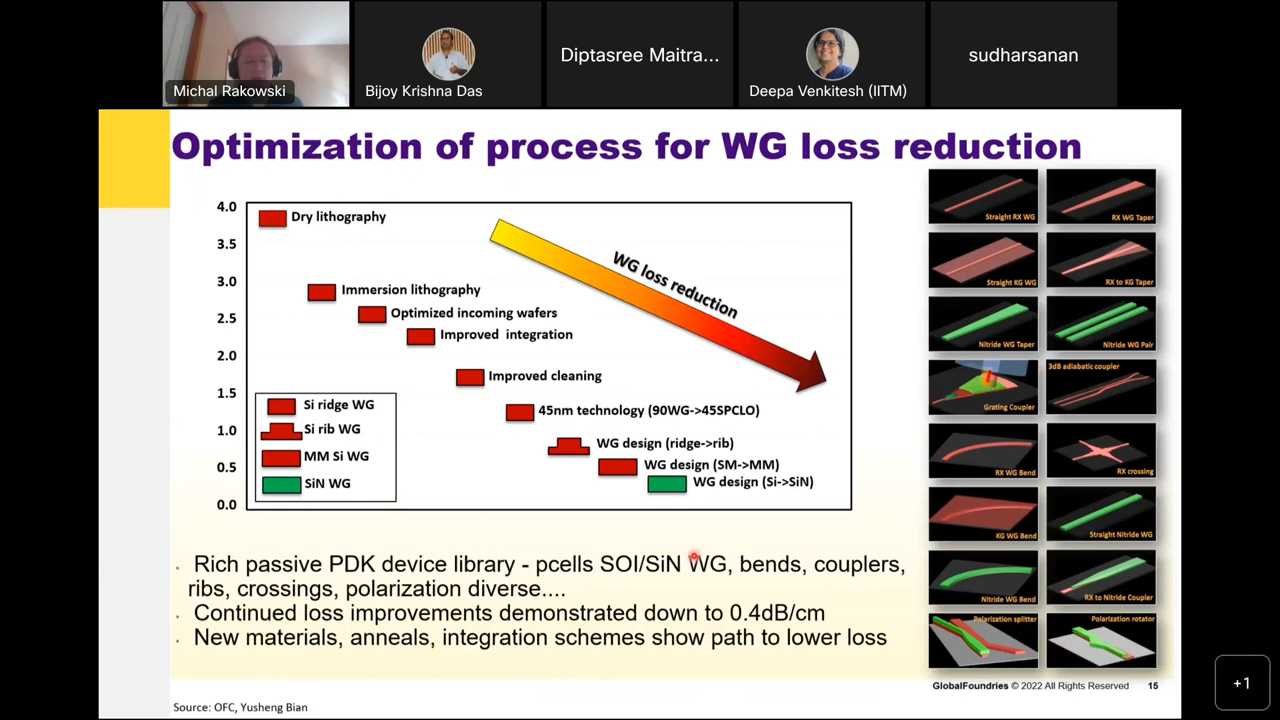 Michal Rakowski
Bijoy Krishna Das
Diptasree Maitra...
Deepa Venkitesh (IITM)
sudharsanan
Optimization of process for WG loss reduction
4.0
3.5
3.0
2.5
2.0
1.5
1.0
0.5
0.0
Dry lithography
Immersion lithography
Optimized incoming wafers
Improved integration
Improved cleaning
45nm technology (90WG->45SPCLO)
WG design (ridge->rib)
WG design (SM->MM)
WG design (Si->SiN)
WG loss reduction
Si ridge WG
Si rib WG
MM Si WG
SiN WG
Straight RX WG
RX WG Taper
Straight KG WG
RX to KG Taper
Nitride WG Taper
Nitride WG Pair
Grating Coupler
3dB adiabatic coupler
RX WG Bend
RX crossing
KG WG Bend
Straight Nitride WG
Nitride WG Bend
RX to Nitride Coupler
Polarization splitter
Polarization rotator
· Rich passive PDK device library - pcells SOI/SiN WG, bends, couplers,
ribs, crossings, polarization diverse....
· Continued loss improvements demonstrated down to 0.4dB/cm
· New materials, anneals, integration schemes show path to lower loss
GlobalFoundries © 2022 All Rights Reserved 15
Source: OFC, Yusheng Bian
+1